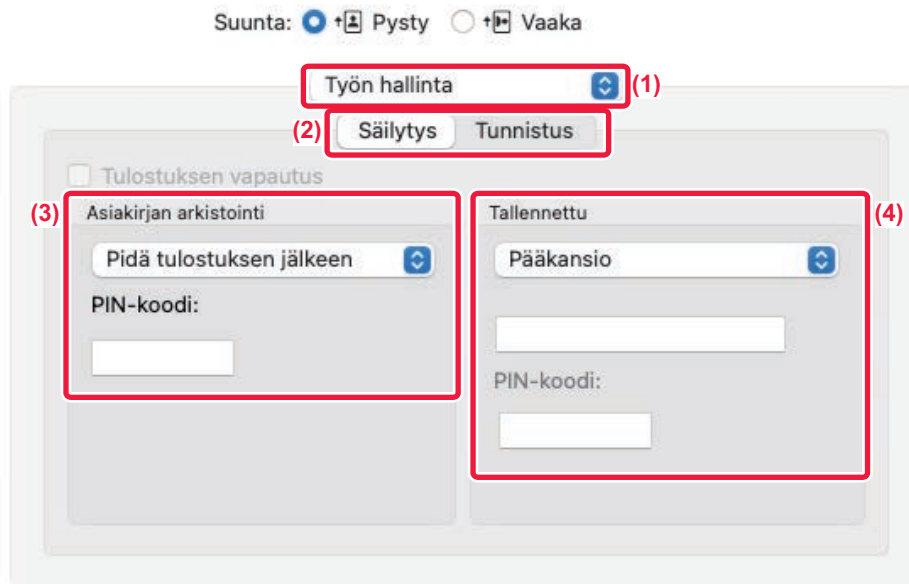 Suunta: Pysty Vaaka
Työn hallinta (1)
(2) Säilytys Tunnistus
Tulostuksen vapautus
(3) Asiakirjan arkistointi
Pidä tulostuksen jälkeen
PIN-koodi:
Tallennettu (4)
Pääkansio
PIN-koodi: